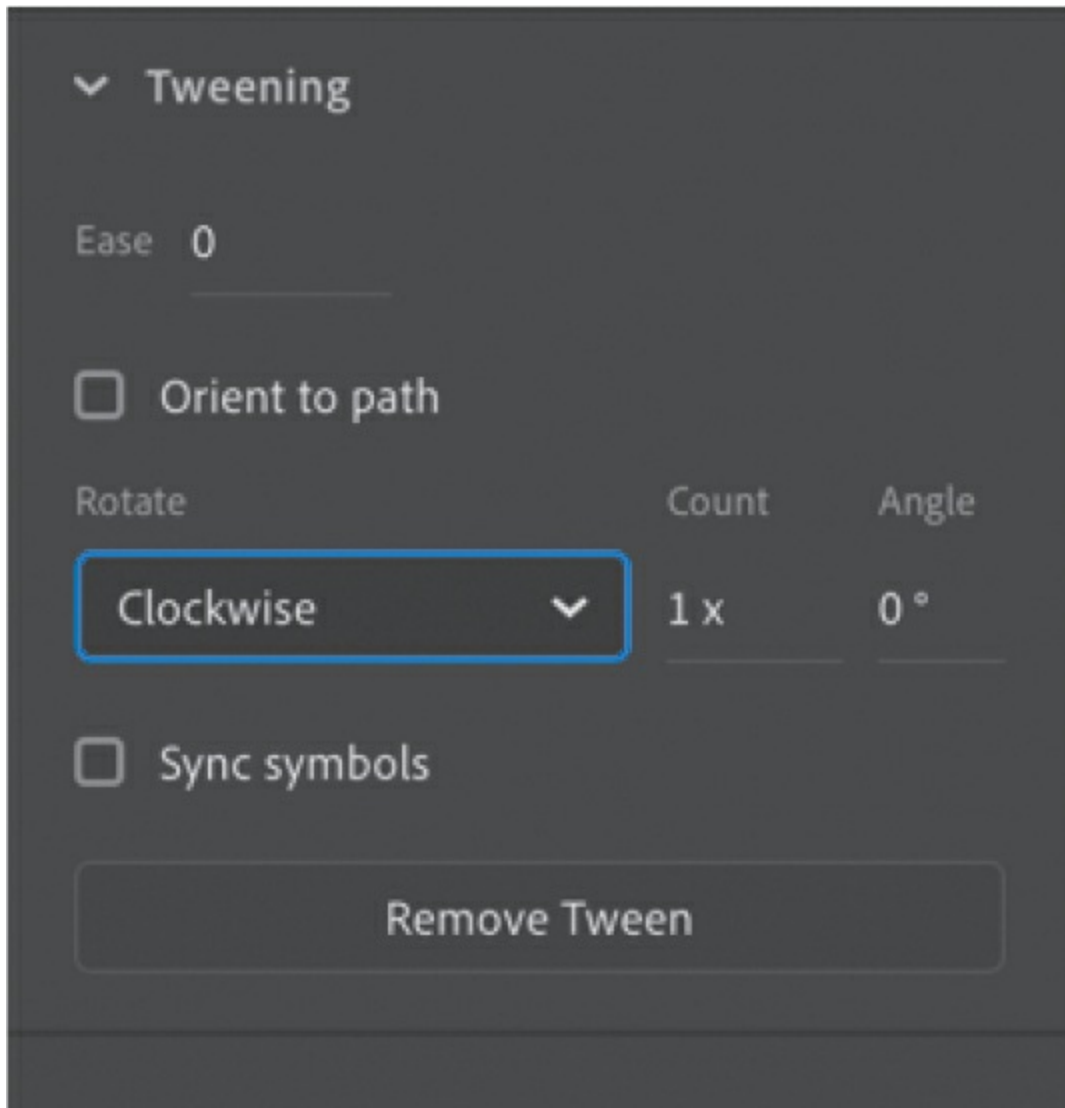 Tweening
Ease 0
Orient to path
Rotate Count Angle
Clockwise 1 x 0 °
Sync symbols
Remove Tween